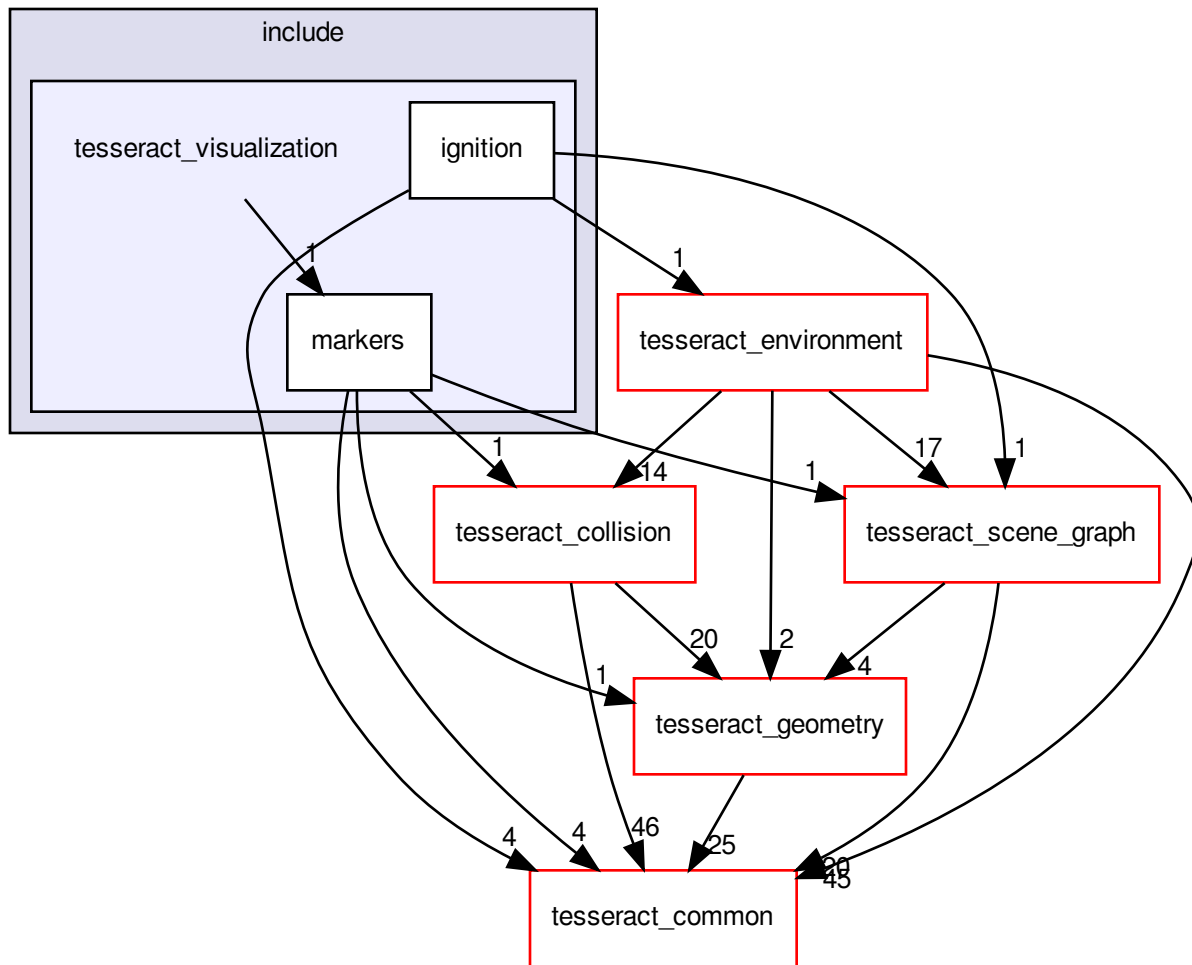 include
tesseract_visualization
ignition
1
1
markers
tesseract_environment
1
14
17
1
1
tesseract_collision
tesseract_scene_graph
20
2
4
1
tesseract_geometry
4
4
46
25
20
45
tesseract_common